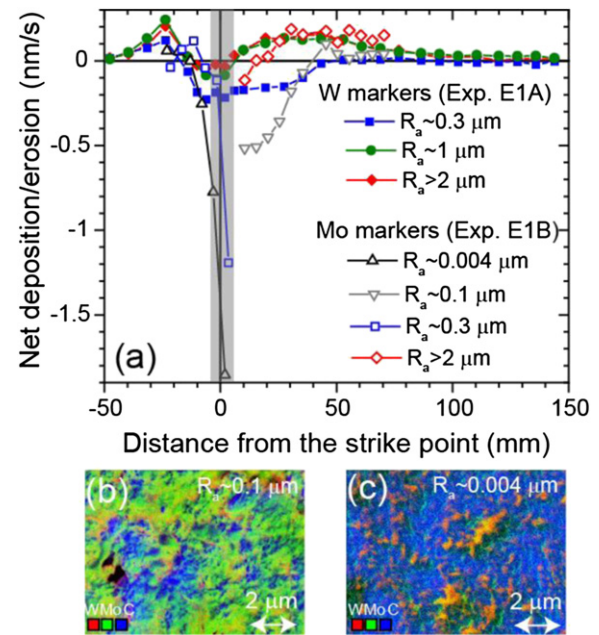 Net deposition/erosion (nm/s)
0
-0.5
-1
-1.5
W markers (Exp. E1A)
Ra~0.3 μm
Ra~1 μm
Ra>2 μm
Mo markers (Exp. E1B)
Ra~0.004 μm
Ra~0.1 μm
Ra~0.3 μm
Ra>2 μm
(a)
-50 0 50 100 150
Distance from the strike point (mm)
(b) Ra~0.1 μm
WMoC 2 μm
(c) Ra~0.004 μm
WMoC 2 μm